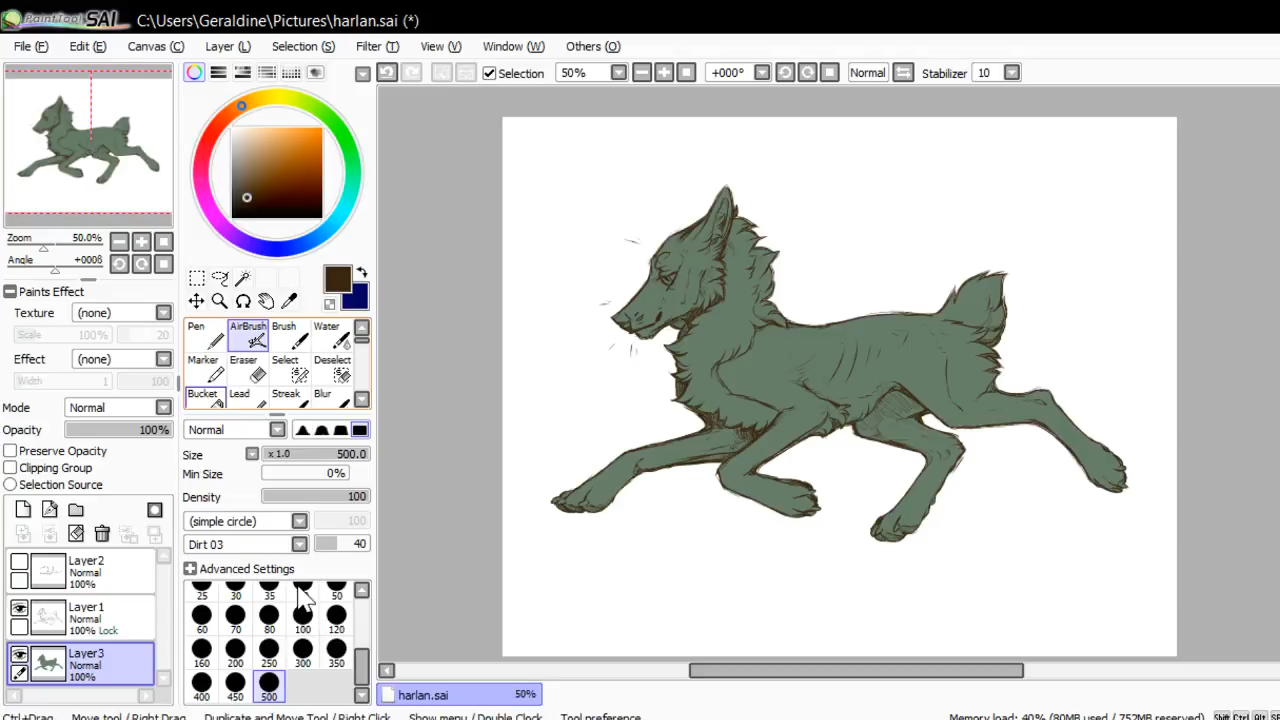 PaintTool SAI C:\Users\Geraldine\Pictures\harlan.sai (*)
File (F) Edit (E) Canvas (C) Layer (L) Selection (S) Filter (T) View (V) Window (W) Others (O)
Selection 50% +000° Normal Stabilizer 10
Zoom 50.0%
Angle +000ß
Paints Effect
Texture (none)
Scale 100% 20
Effect (none)
Width 1 100
Mode Normal
Opacity 100%
Preserve Opacity
Clipping Group
Selection Source
Layer2
Normal
100%
Layer1
Normal
100% Lock
Layer3
Normal
100%
Pen AirBrush Brush Water
Marker Eraser Select Deselect
Bucket Lead Streak Blur
Normal
Size x 1.0 500.0
Min Size 0%
Density 100
(simple circle) 100
Dirt 03 40
Advanced Settings
25 30 35 50
60 70 80 100 120
160 200 250 300 350
400 450 500
harlan.sai 50%
Ctrl+Drag Move tool / Right Drag Duplicate and Move Tool / Right Click Show menu / Double Clock Tool preference
Memory load: 40% (80MB used / 752MB reserved) Shift Ctrl Alt